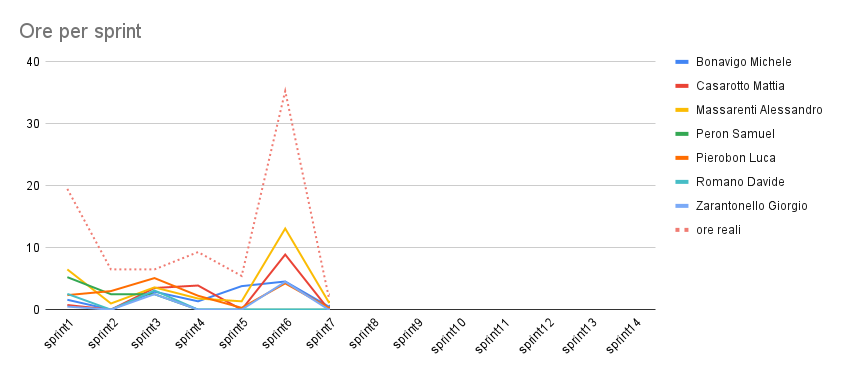 Ore per sprint
40
30
20
10
0
sprint1
sprint2
sprint3
sprint4
sprint5
sprint6
sprint7
sprint8
sprint9
sprint10
sprint11
sprint12
sprint13
sprint14
Bonavigo Michele
Casarotto Mattia
Massarenti Alessandro
Peron Samuel
Pierobon Luca
Romano Davide
Zarantonello Giorgio
ore reali